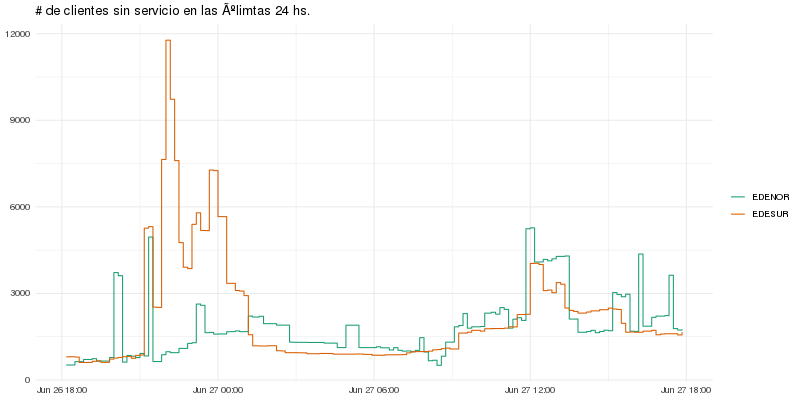 # de clientes sin servicio en las Ãºlimtas 24 hs.
12000
9000
6000
3000
0
Jun 26 18:00
Jun 27 00:00
Jun 27 06:00
Jun 27 12:00
Jun 27 18:00
EDENOR
EDESUR